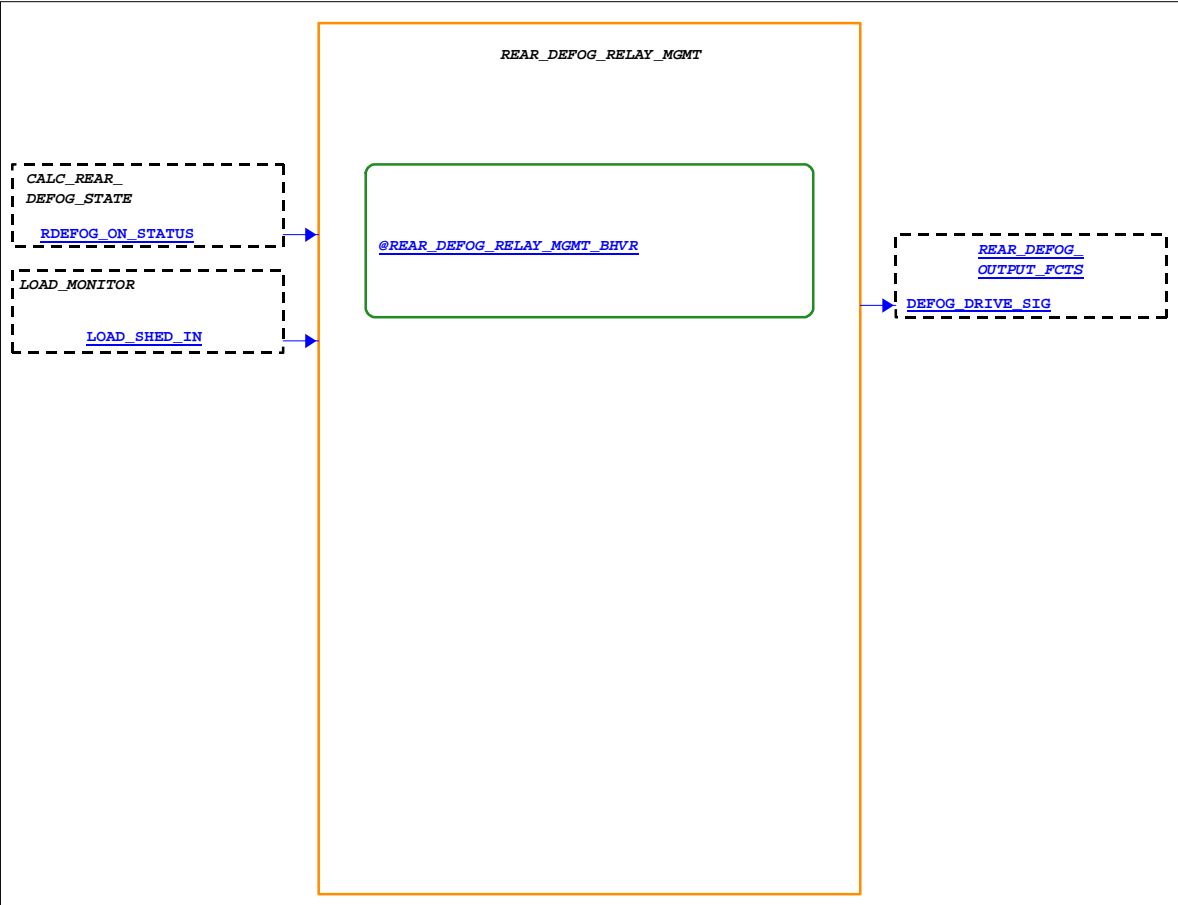 REAR_DEFOG_RELAY_MGMT
CALC_REAR_
DEFOG_STATE
RDEFOG_ON_STATUS
LOAD_MONITOR
LOAD_SHED_IN
@REAR_DEFOG_RELAY_MGMT_BHVR
REAR_DEFOG_
OUTPUT_FCTS
DEFOG_DRIVE_SIG